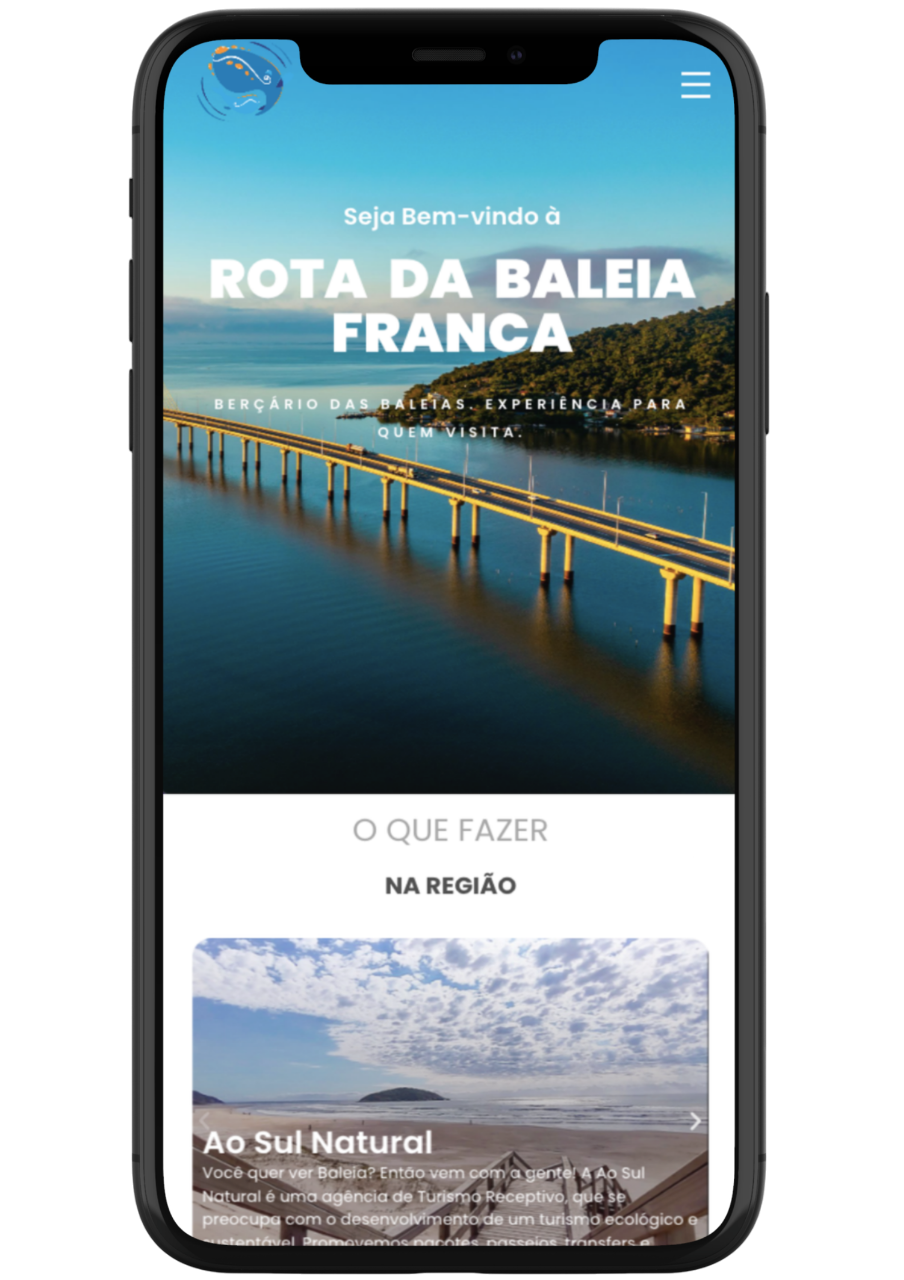 Seja Bem-vindo à
ROTA DA BALEIA
FRANCA
BERÇÁRIO DAS BALEIAS. EXPERIÊNCIA PARA
QUEM VISITA.
O QUE FAZER
NA REGIÃO
Ao Sul Natural
Você quer ver Baleia? Então vem com a gente! A Ao Sul
Natural é uma agência de Turismo Receptivo, que se
preocupa com o desenvolvimento de um turismo ecológico e
sustentável. Promovemos pacotes, passeios, transfers e